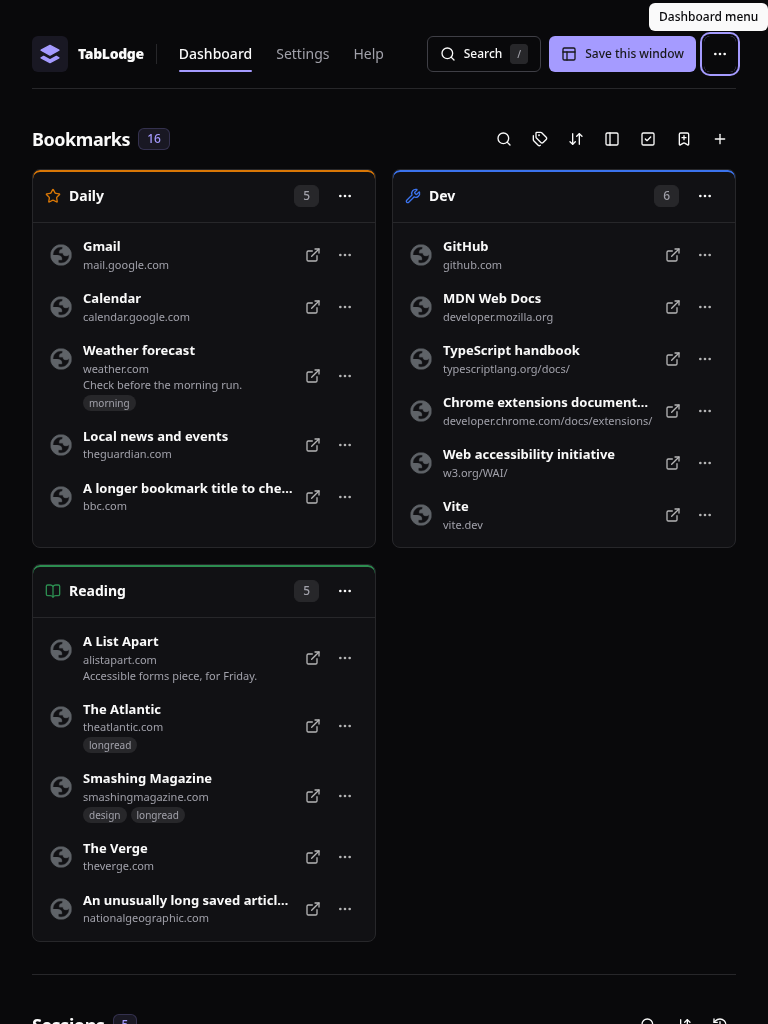 Dashboard menu
TabLodge
Dashboard
Settings
Help
Search
/
Save this window
Bookmarks
16
Daily
5
Gmail
mail.google.com
Calendar
calendar.google.com
Weather forecast
weather.com
Check before the morning run.
morning
Local news and events
theguardian.com
A longer bookmark title to che...
bbc.com
Dev
6
GitHub
github.com
MDN Web Docs
developer.mozilla.org
TypeScript handbook
typescriptlang.org/docs/
Chrome extensions document...
developer.chrome.com/docs/extensions/
Web accessibility initiative
w3.org/WAI/
Vite
vite.dev
Reading
5
A List Apart
alistapart.com
Accessible forms piece, for Friday.
The Atlantic
theatlantic.com
longread
Smashing Magazine
smashingmagazine.com
design longread
The Verge
theverge.com
An unusually long saved articl...
nationalgeographic.com
Sessions
5